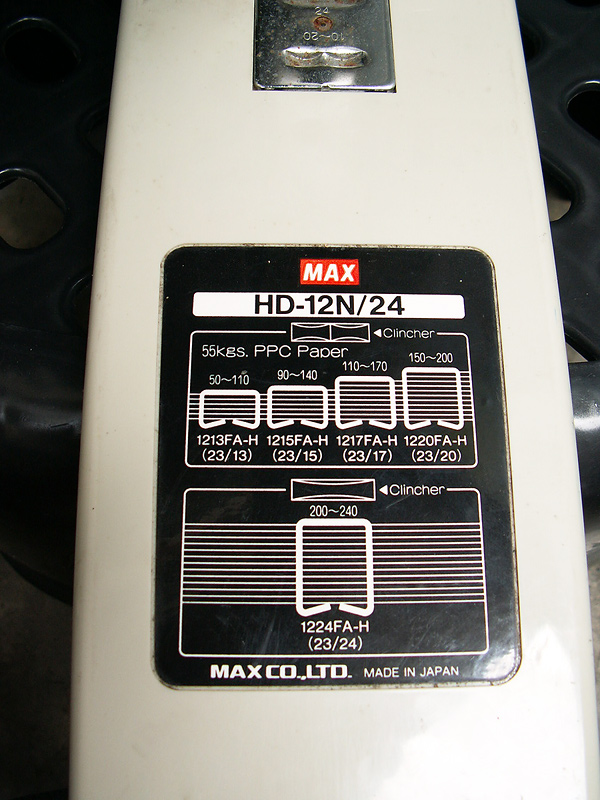 24
02～10
MAX
HD-12N/24
◀Clincher
55kgs. PPC Paper
50～110 90～140 110～170 150～200
1213FA-H 1215FA-H 1217FA-H 1220FA-H
(23/13) (23/15) (23/17) (23/20)
◀Clincher
200～240
1224FA-H
(23/24)
MAX CO.,LTD. MADE IN JAPAN